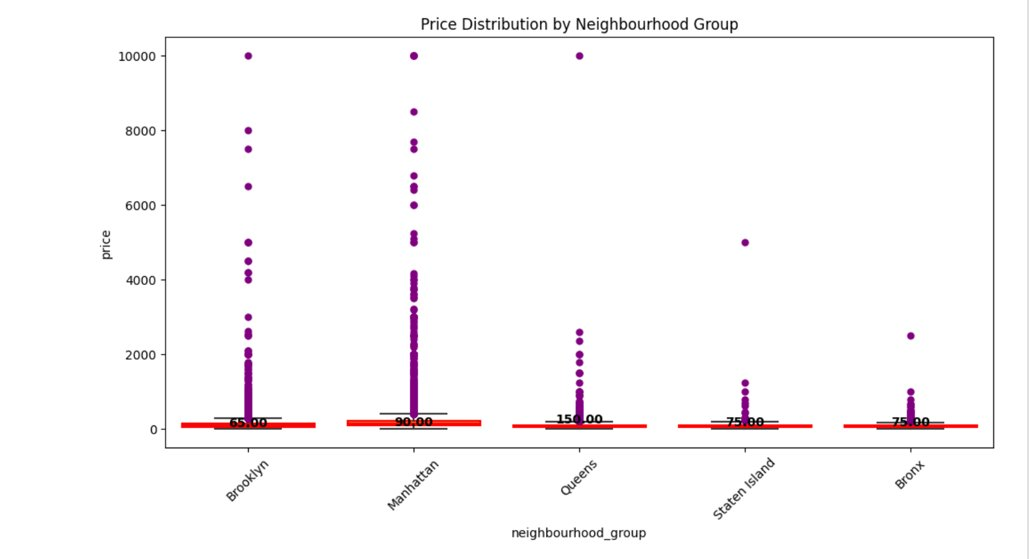 Price Distribution by Neighbourhood Group
10000
8000
6000
4000
2000
0
price
65.00
90.00
150.00
75.00
75.00
Brooklyn
Manhattan
Queens
Staten Island
Bronx
neighbourhood_group